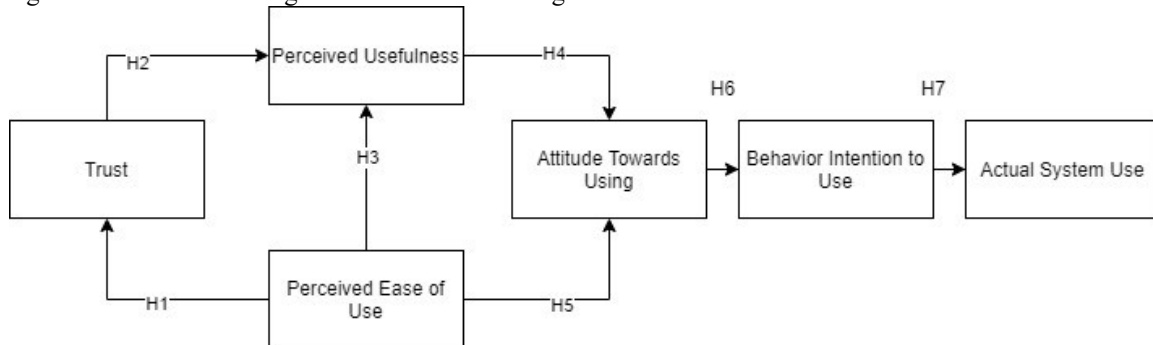 H2
Perceived Usefulness
H4
H6
H7
Trust
H3
Attitude Towards
Using
Behavior Intention to
Use
Actual System Use
H1
Perceived Ease of
Use
H5